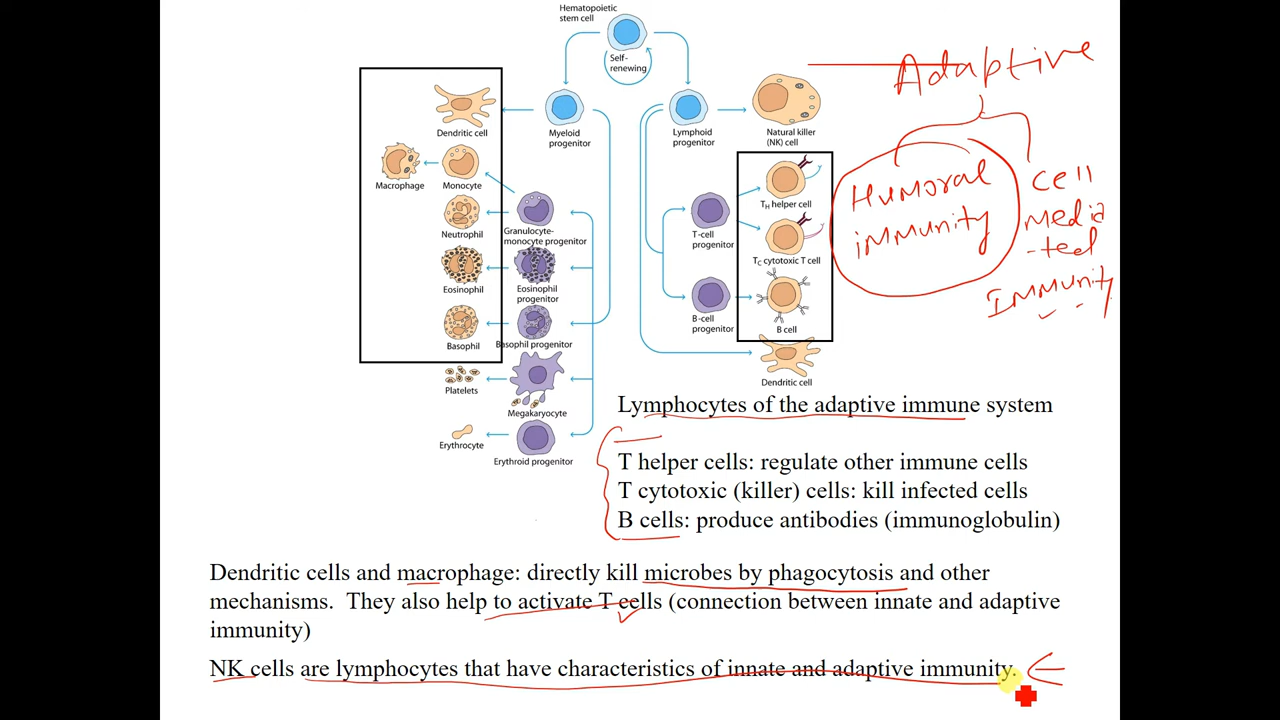 Hematopoietic
stem cell
Self-
renewing
Adaptive
Dendritic cell
Myeloid
progenitor
Lymphoid
progenitor
Natural killer
(NK) cell
Macrophage
Monocyte
TH helper cell
Humoral
immunity
cell
media
-ted
Immunity
Neutrophil
Granulocyte-
monocyte progenitor
T-cell
progenitor
TC cytotoxic T cell
Eosinophil
Eosinophil
progenitor
B-cell
progenitor
B cell
Basophil
Basophil progenitor
Dendritic cell
Platelets
Megakaryocyte
Erythrocyte
Erythroid progenitor
Lymphocytes of the adaptive immune system
T helper cells: regulate other immune cells
T cytotoxic (killer) cells: kill infected cells
B cells: produce antibodies (immunoglobulin)
Dendritic cells and macrophage: directly kill microbes by phagocytosis and other
mechanisms. They also help to activate T cells (connection between innate and adaptive
immunity)
NK cells are lymphocytes that have characteristics of innate and adaptive immunity.